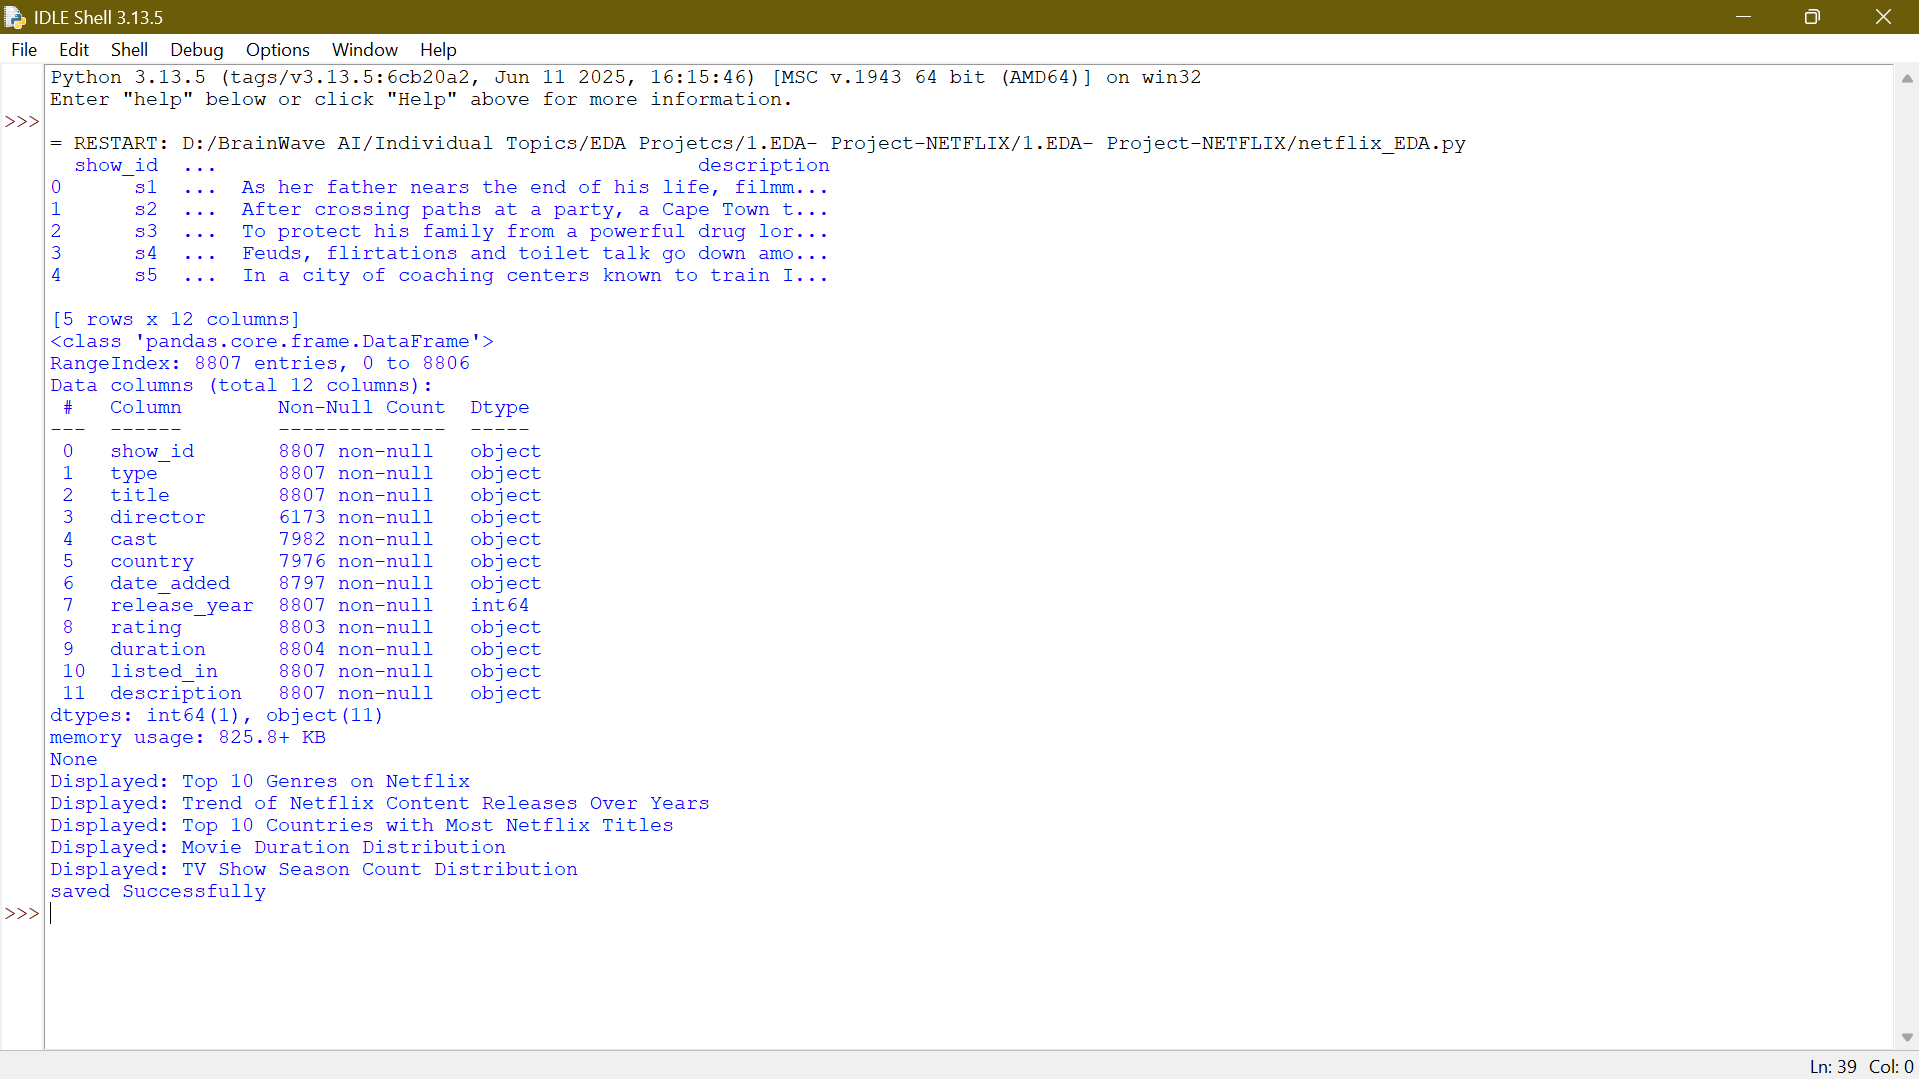 IDLE Shell 3.13.5
File Edit Shell Debug Options Window Help
Python 3.13.5 (tags/v3.13.5:6cb20a2, Jun 11 2025, 16:15:46) [MSC v.1943 64 bit (AMD64)] on win32
Enter "help" below or click "Help" above for more information.
>>>
= RESTART: D:/BrainWave AI/Individual Topics/EDA Projetcs/1.EDA- Project-NETFLIX/1.EDA- Project-NETFLIX/netflix_EDA.py
  show_id  ...                                        description
0      s1  ...  As her father nears the end of his life, filmm...
1      s2  ...  After crossing paths at a party, a Cape Town t...
2      s3  ...  To protect his family from a powerful drug lor...
3      s4  ...  Feuds, flirtations and toilet talk go down amo...
4      s5  ...  In a city of coaching centers known to train I...
[5 rows x 12 columns]
<class 'pandas.core.frame.DataFrame'>
RangeIndex: 8807 entries, 0 to 8806
Data columns (total 12 columns):
 #   Column        Non-Null Count  Dtype
---  ------        --------------  -----
 0   show_id       8807 non-null   object
 1   type          8807 non-null   object
 2   title         8807 non-null   object
 3   director      6173 non-null   object
 4   cast          7982 non-null   object
 5   country       7976 non-null   object
 6   date_added    8797 non-null   object
 7   release_year  8807 non-null   int64
 8   rating        8803 non-null   object
 9   duration      8804 non-null   object
 10  listed_in     8807 non-null   object
 11  description   8807 non-null   object
dtypes: int64(1), object(11)
memory usage: 825.8+ KB
None
Displayed: Top 10 Genres on Netflix
Displayed: Trend of Netflix Content Releases Over Years
Displayed: Top 10 Countries with Most Netflix Titles
Displayed: Movie Duration Distribution
Displayed: TV Show Season Count Distribution
saved Successfully
>>>
Ln: 39 Col: 0